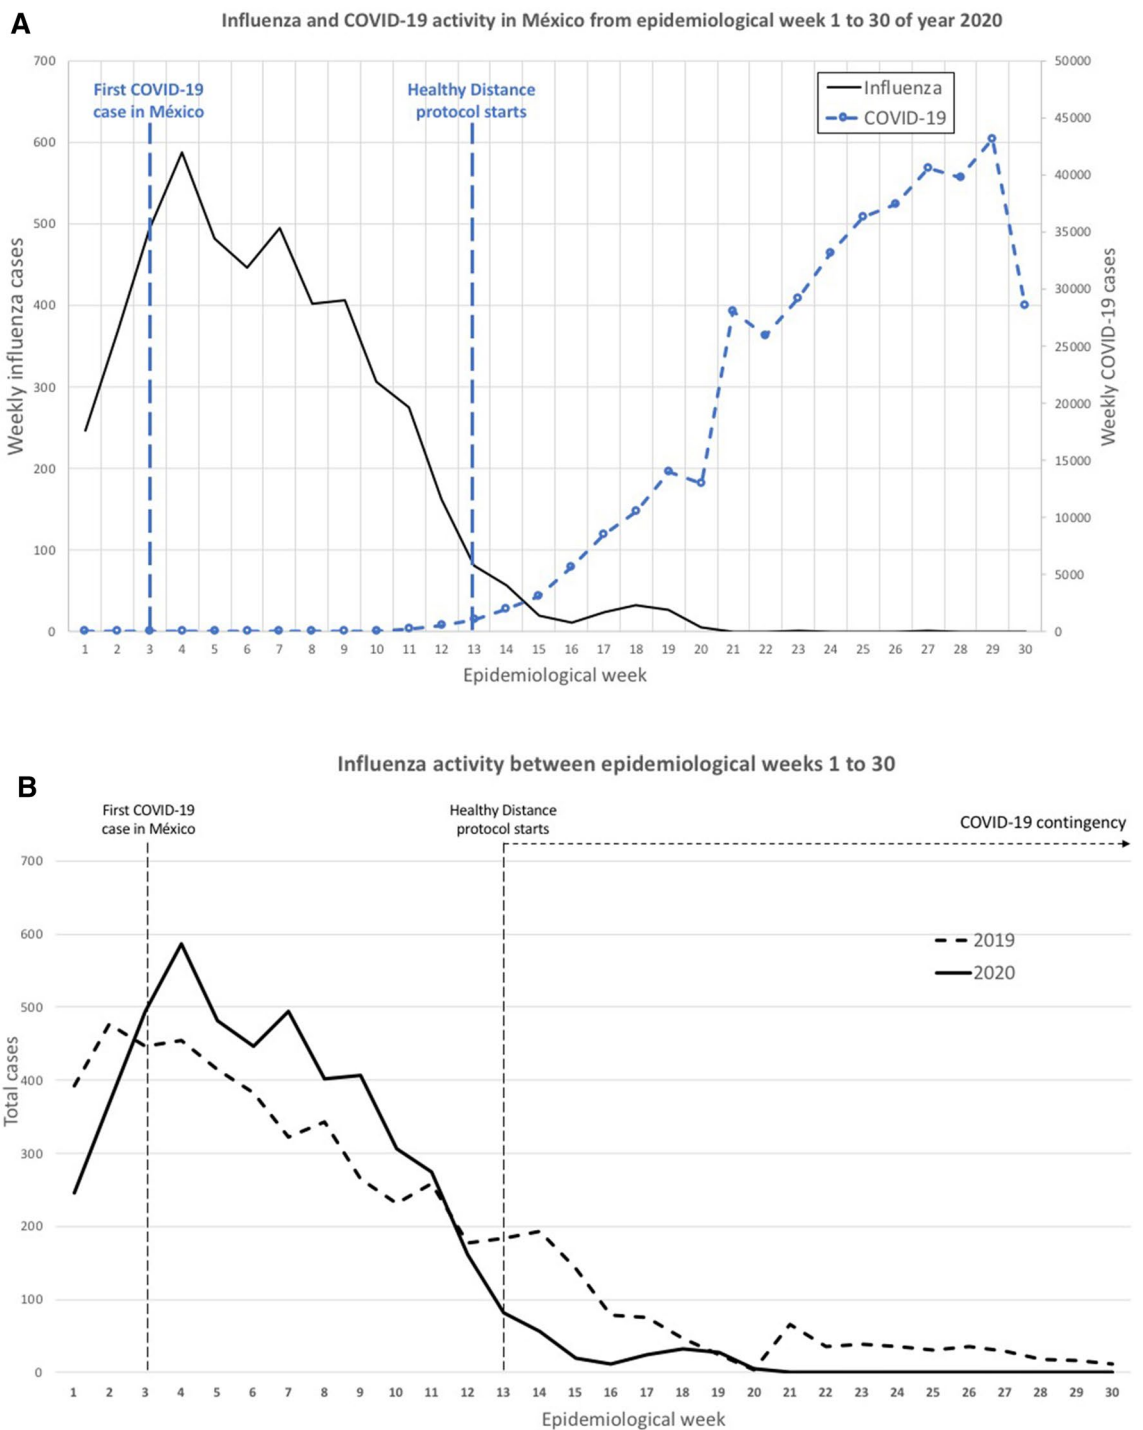 A
Influenza and COVID-19 activity in México from epidemiological week 1 to 30 of year 2020
700
600
500
400
300
200
100
0
Weekly influenza cases
First COVID-19
case in México
Healthy Distance
protocol starts
Influenza
COVID-19
50000
45000
40000
35000
30000
25000
20000
15000
10000
5000
0
Weekly COVID-19 cases
1 2 3 4 5 6 7 8 9 10 11 12 13 14 15 16 17 18 19 20 21 22 23 24 25 26 27 28 29 30
Epidemiological week
Influenza activity between epidemiological weeks 1 to 30
B
First COVID-19
case in México
Healthy Distance
protocol starts
COVID-19 contingency
700
600
500
400
300
200
100
0
Total cases
2019
2020
1 2 3 4 5 6 7 8 9 10 11 12 13 14 15 16 17 18 19 20 21 22 23 24 25 26 27 28 29 30
Epidemiological week